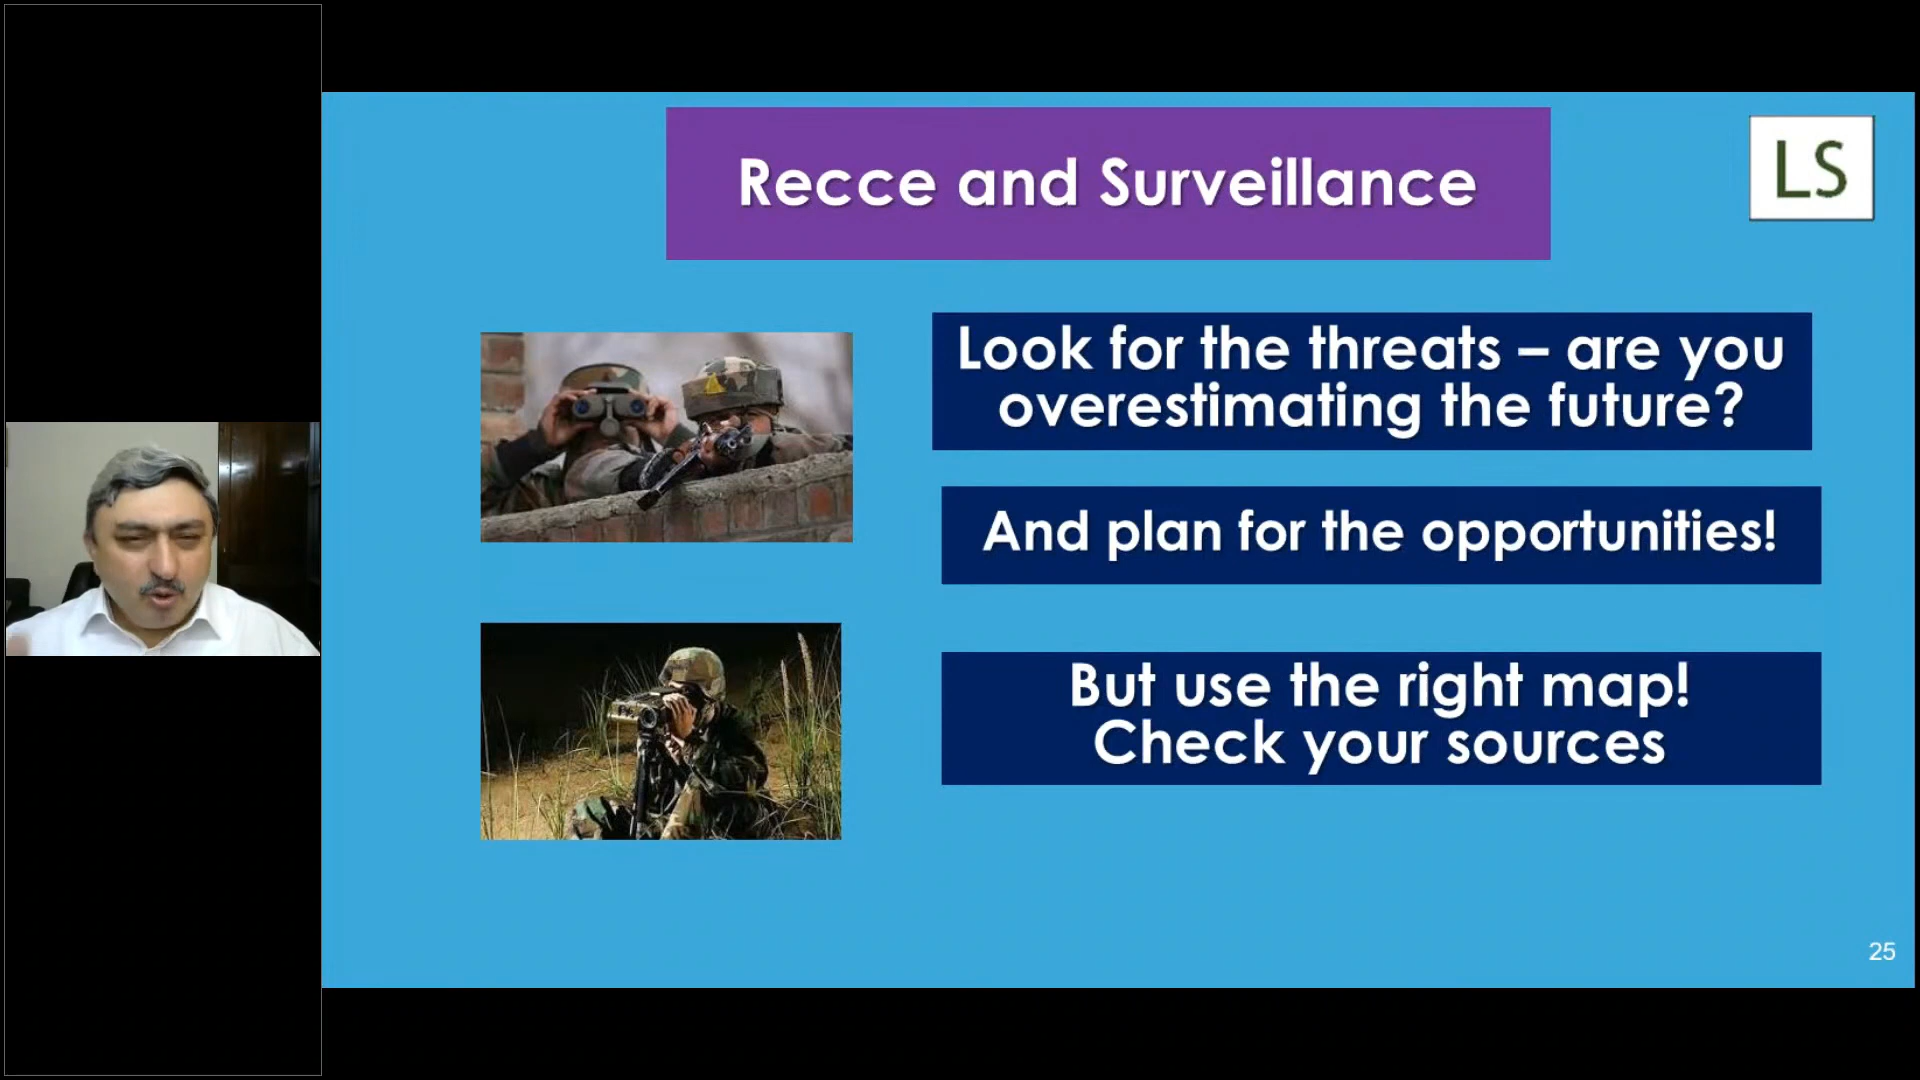 Recce and Surveillance
LS
Look for the threats – are you
overestimating the future?
And plan for the opportunities!
But use the right map!
Check your sources
25